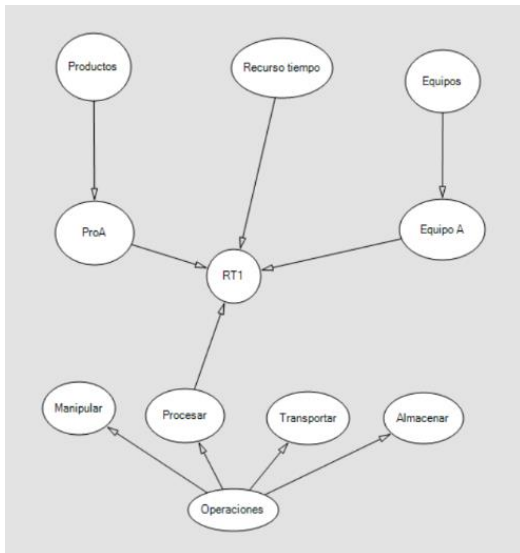 Productos
Recurso tiempo
Equipos
ProA
Equipo A
RT1
Manipular
Procesar
Transportar
Almacenar
Operaciones